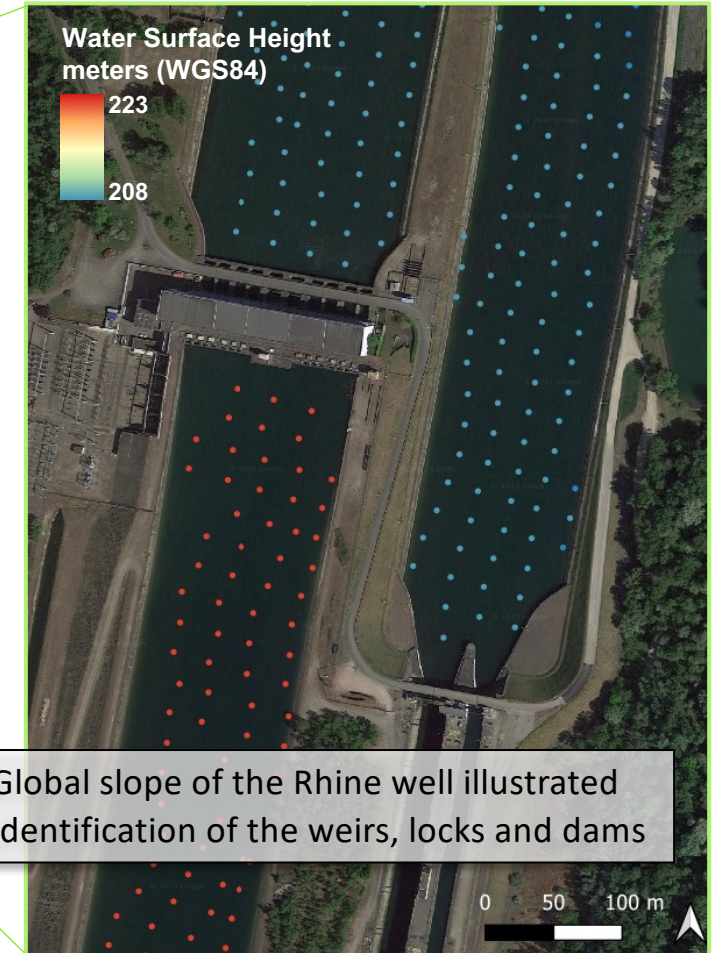 Water Surface Height
meters (WGS84)
223
208
Global slope of the Rhine well illustrated
dentification of the weirs, locks and dams
0 50 100 m